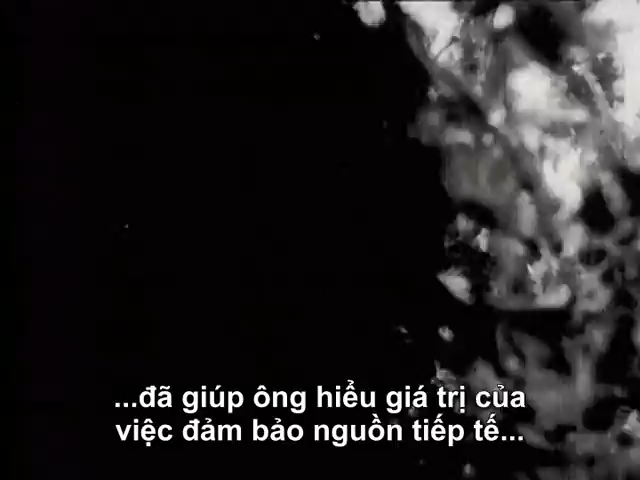 ...đã giúp ông hiểu giá trị của
việc đảm bảo nguồn tiếp tế...